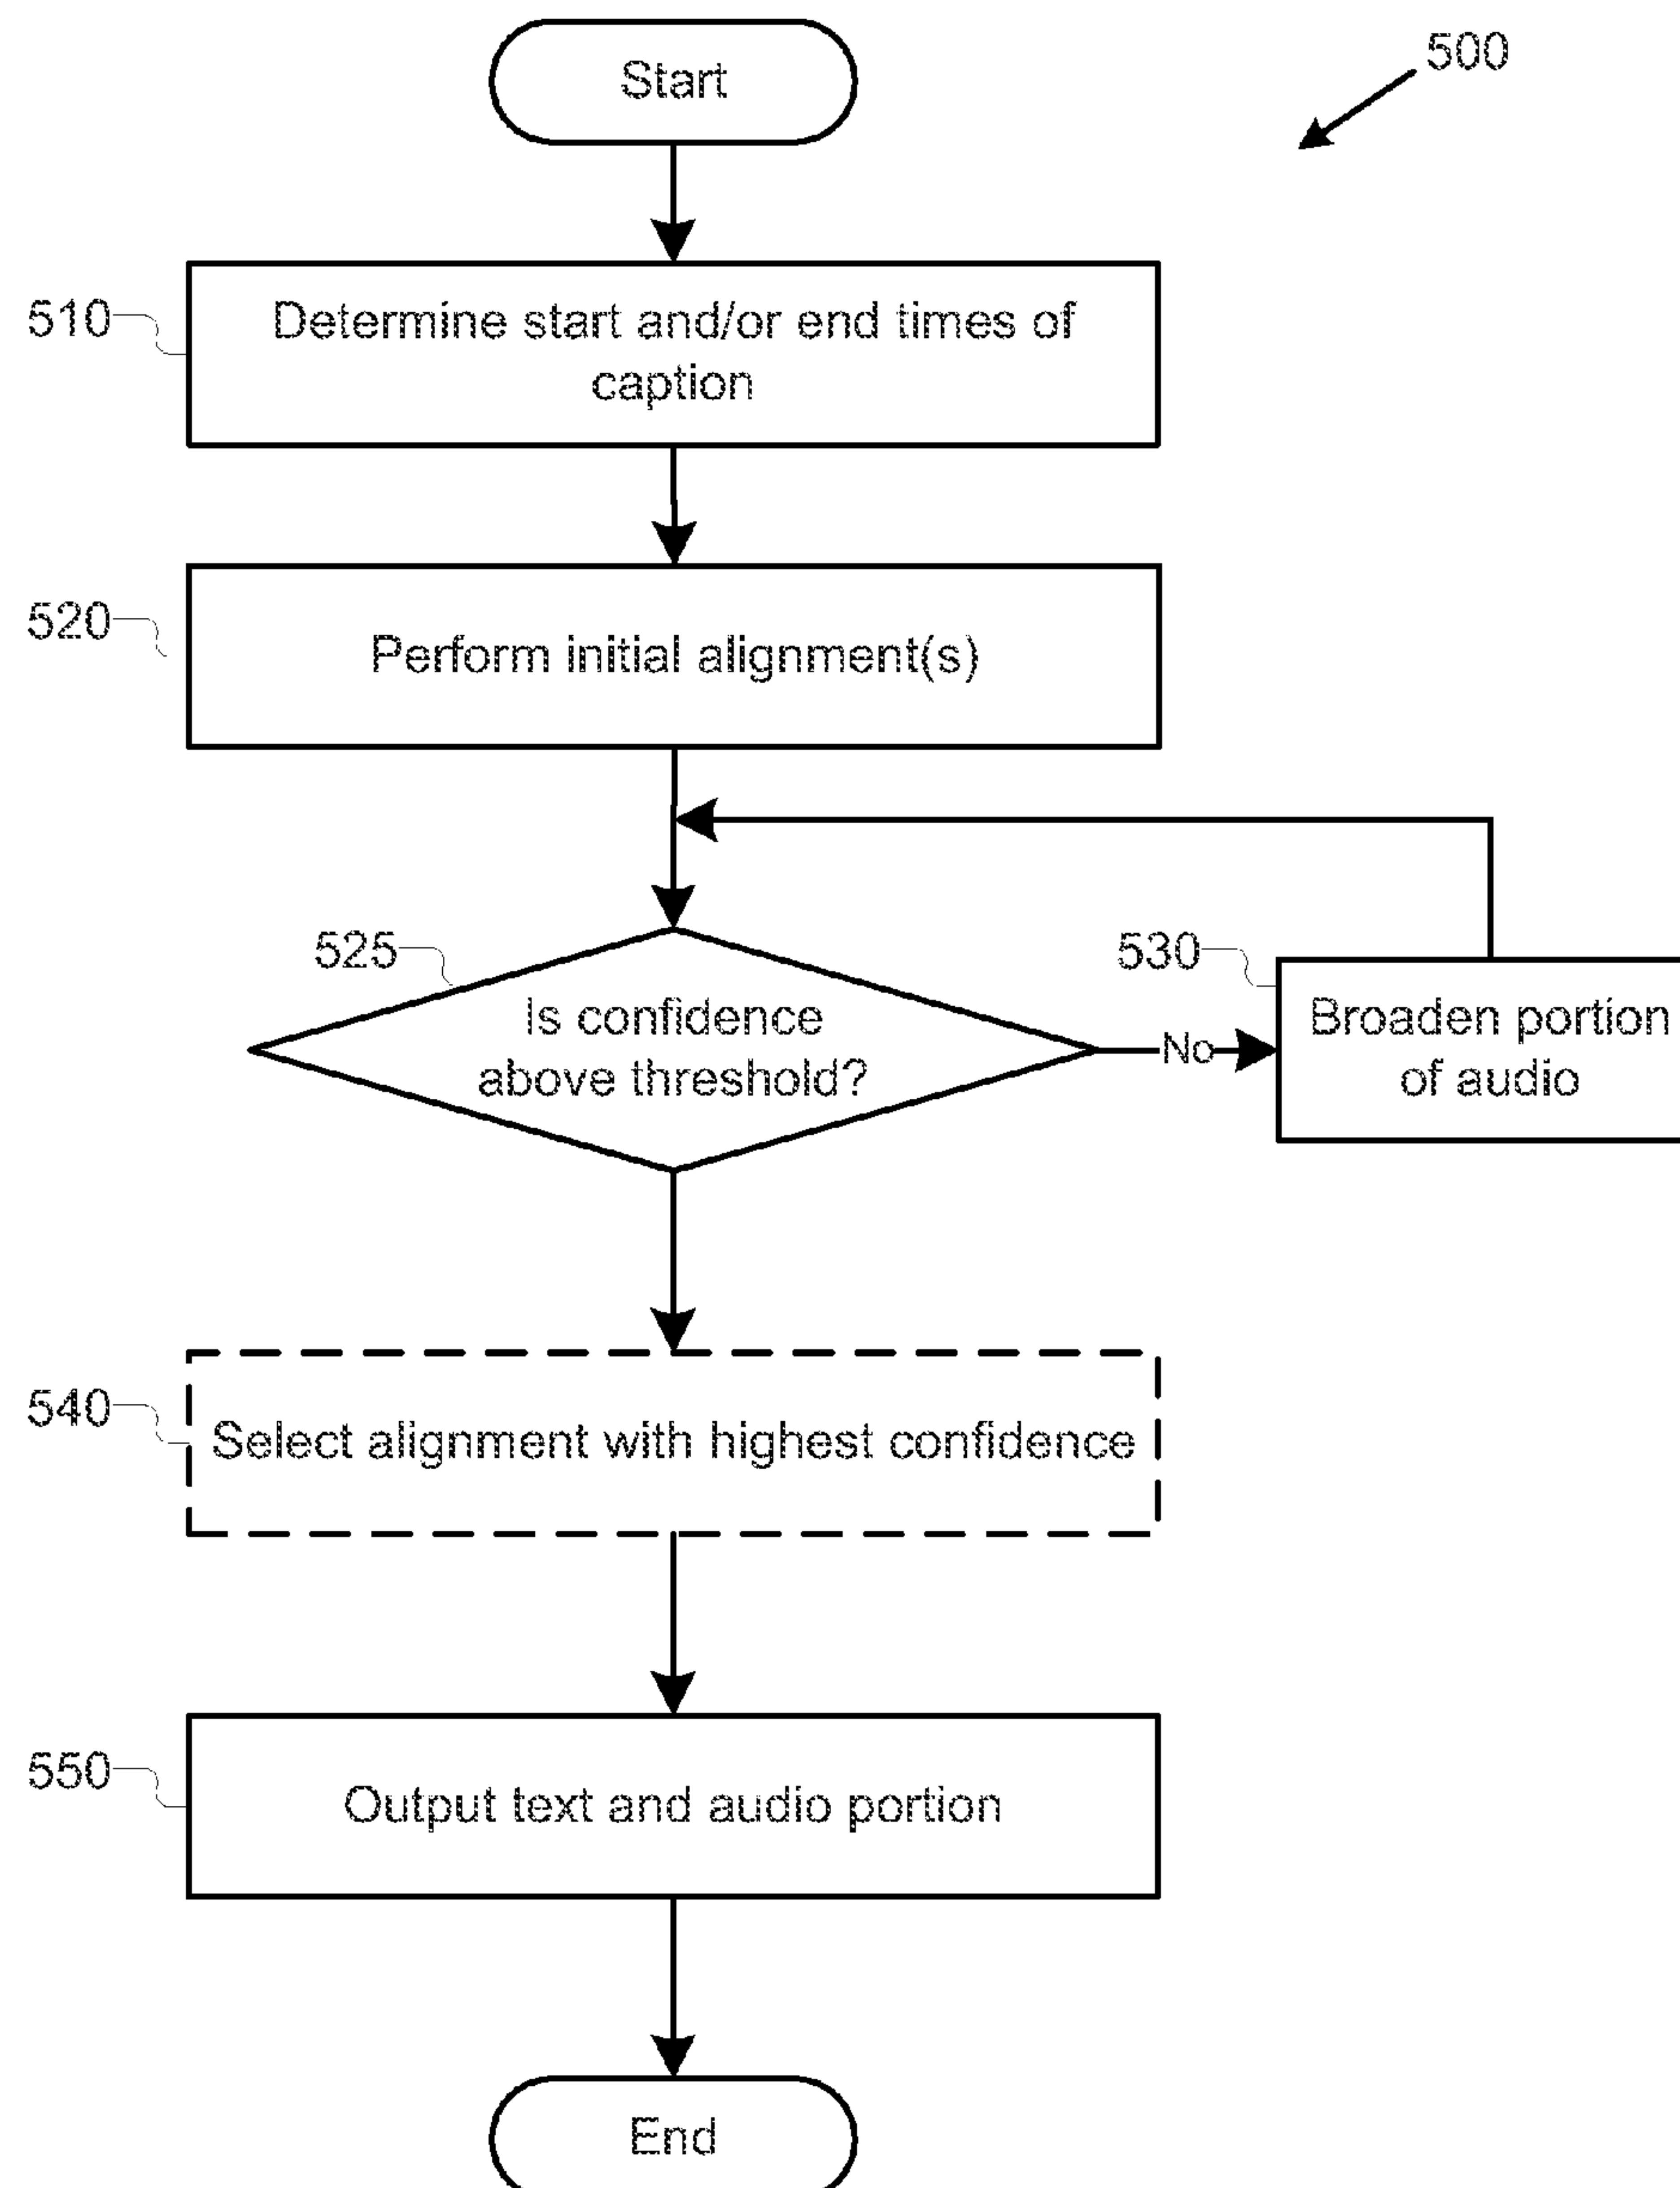 Start
500
510
Determine start and/or end times of
caption
520
Perform initial alignment(s)
525
Is confidence
above threshold?
No
530
Broaden portion
of audio
540
Select alignment with highest confidence
550
Output text and audio portion
End